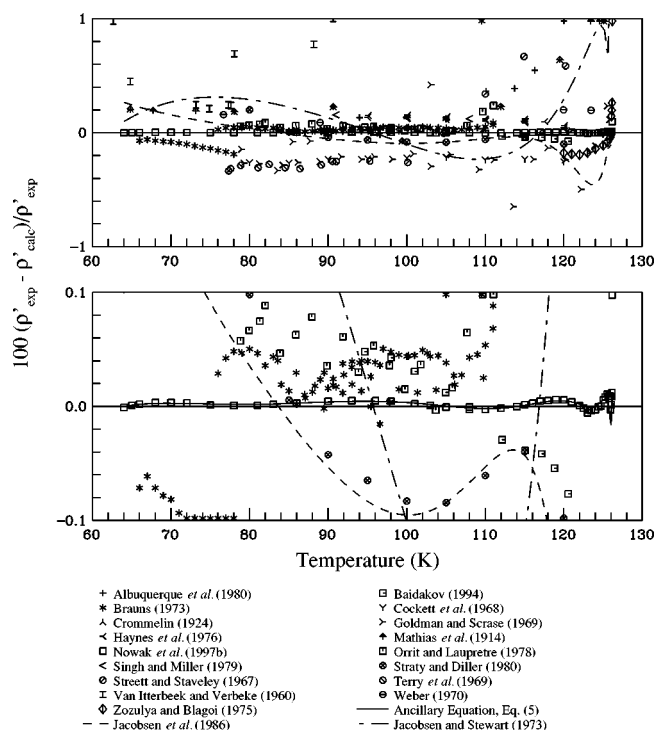 1
0
−1
60 70 80 90 100 110 120 130
100 (ρ'exp - ρ'calc)/ρ'exp
0.1
0.0
−0.1
60 70 80 90 100 110 120 130
Temperature (K)
Albuquerque et al. (1980)
Brauns (1973)
Crommelin (1924)
Haynes et al. (1976)
Nowak et al. (1997b)
Singh and Miller (1979)
Streett and Staveley (1967)
Van Itterbeek and Verbeke (1960)
Zozulya and Blagoi (1975)
Jacobsen et al. (1986)
Baidakov (1994)
Cockett et al. (1968)
Goldman and Scrase (1969)
Mathias et al. (1914)
Orrit and Laupretre (1978)
Straty and Diller (1980)
Terry et al. (1969)
Weber (1970)
Ancillary Equation, Eq. (5)
Jacobsen and Stewart (1973)